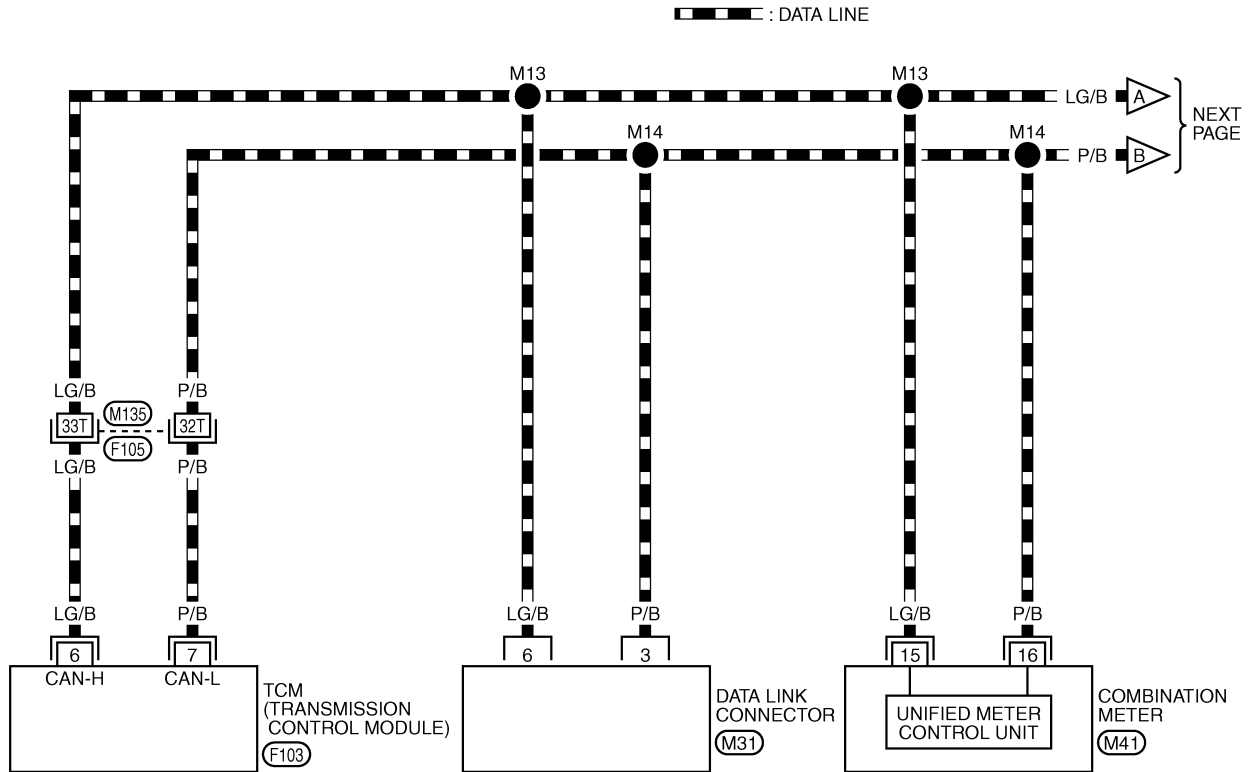 : DATA LINE
M13
M13
LG/B
A
NEXT
PAGE
M14
M14
P/B
B
LG/B
P/B
33T
M135
32T
F105
LG/B
P/B
LG/B
P/B
LG/B
P/B
LG/B
P/B
6
7
6
3
15
16
CAN-H
CAN-L
TCM
(TRANSMISSION
CONTROL MODULE)
F103
DATA LINK
CONNECTOR
M31
UNIFIED METER
CONTROL UNIT
COMBINATION
METER
M41